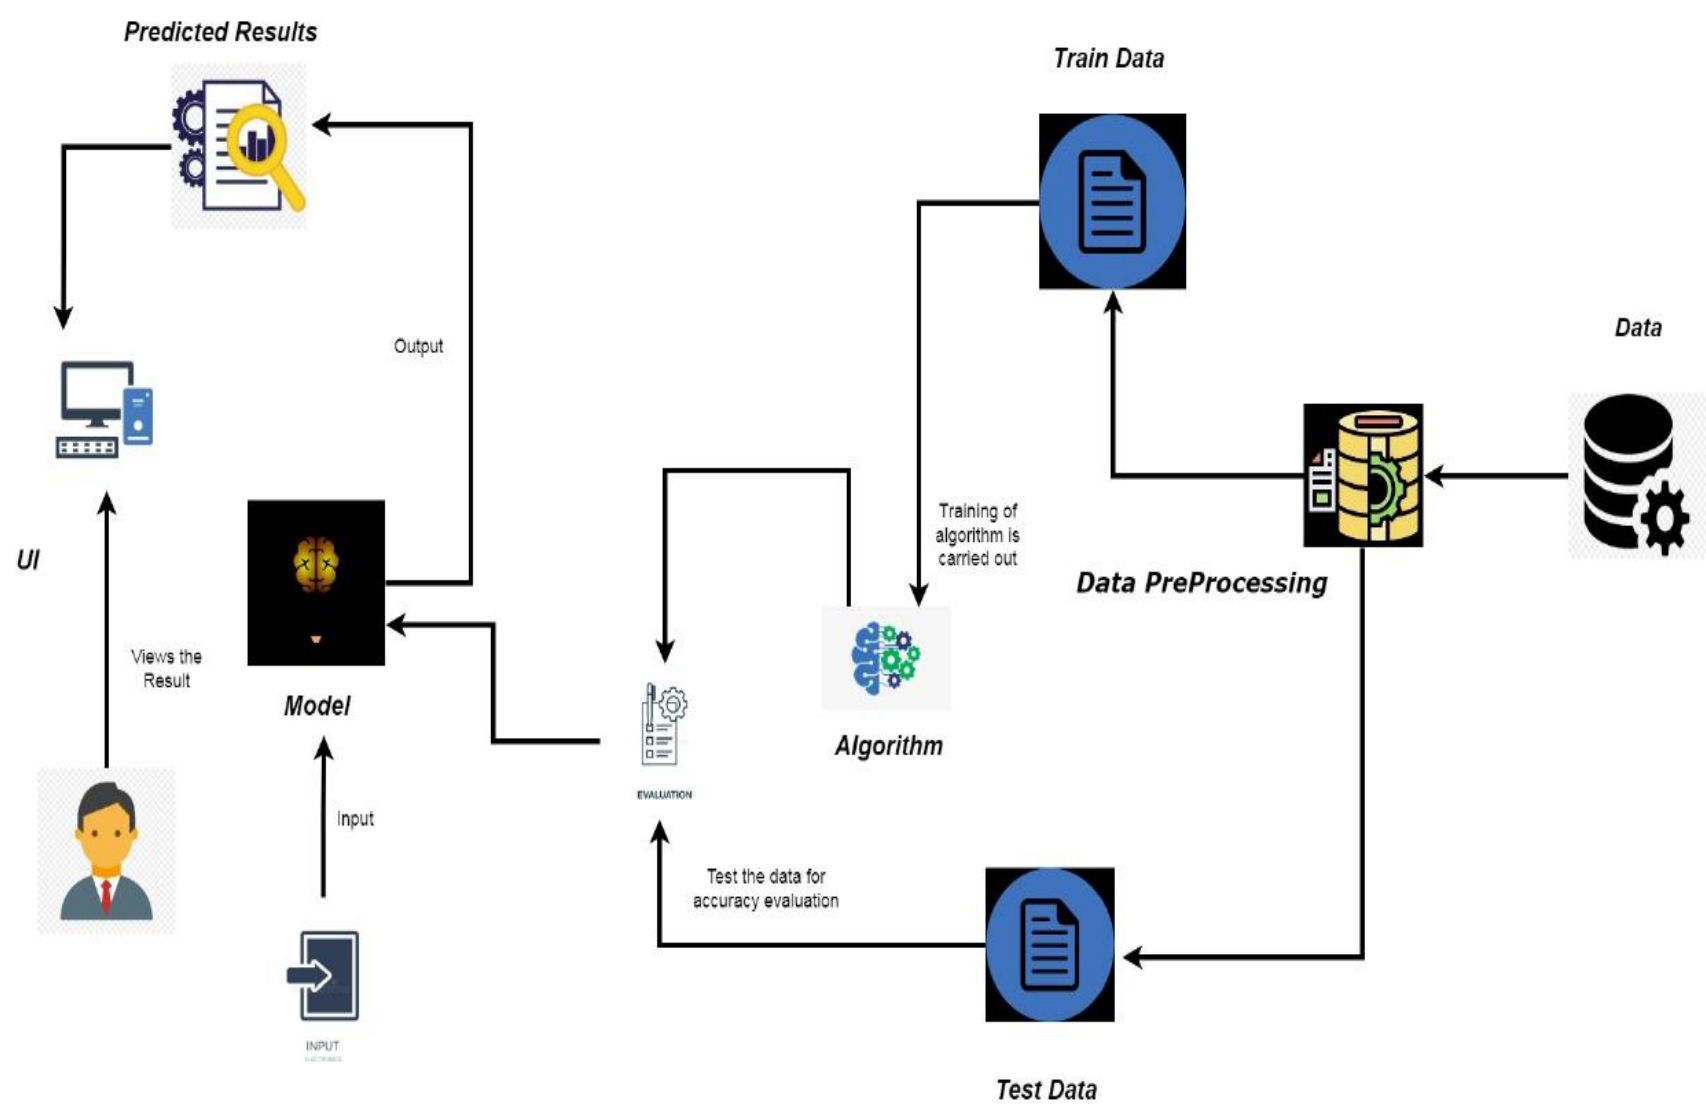 Predicted Results
Train Data
Data
Output
Training of
algorithm is
carried out
UI
Data PreProcessing
Views the
Result
Model
Algorithm
EVALUATION
Input
Test the data for
accuracy evaluation
INPUT
Test Data